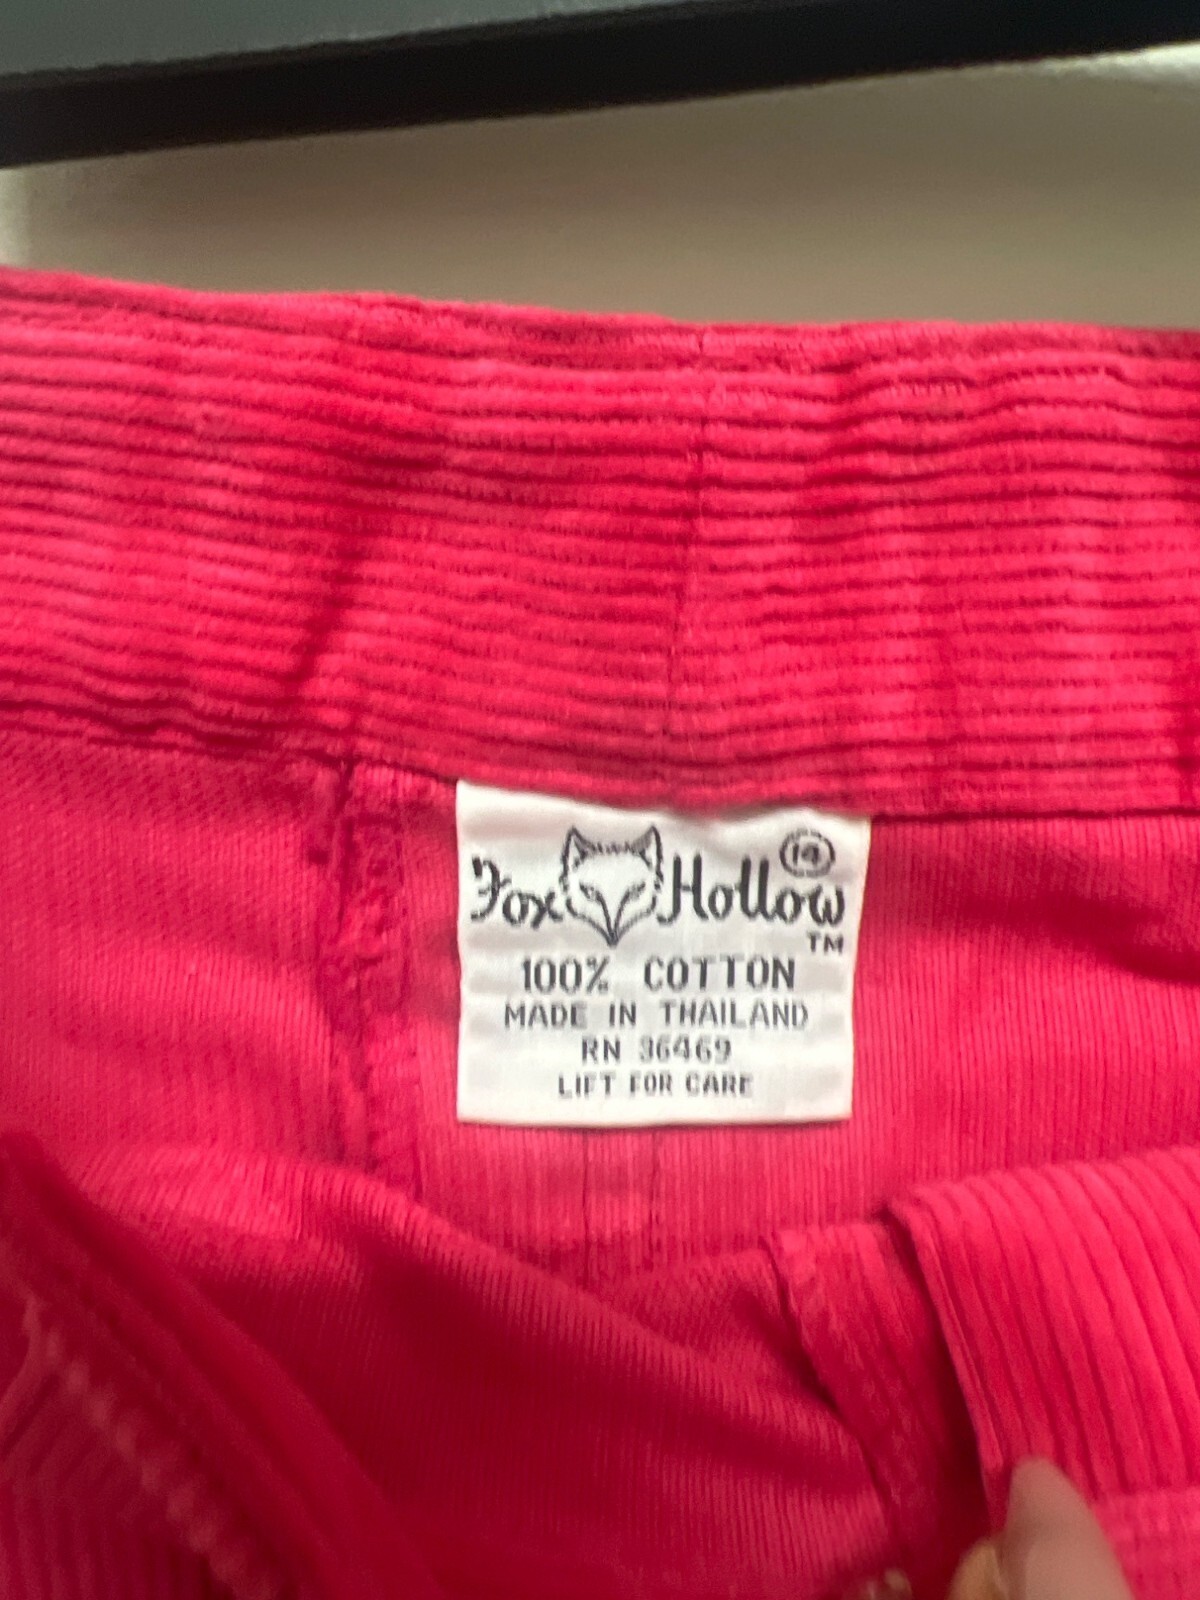 Fox Hollow 14
TM
100% COTTON
MADE IN THAILAND
RN 36469
LIFT FOR CARE